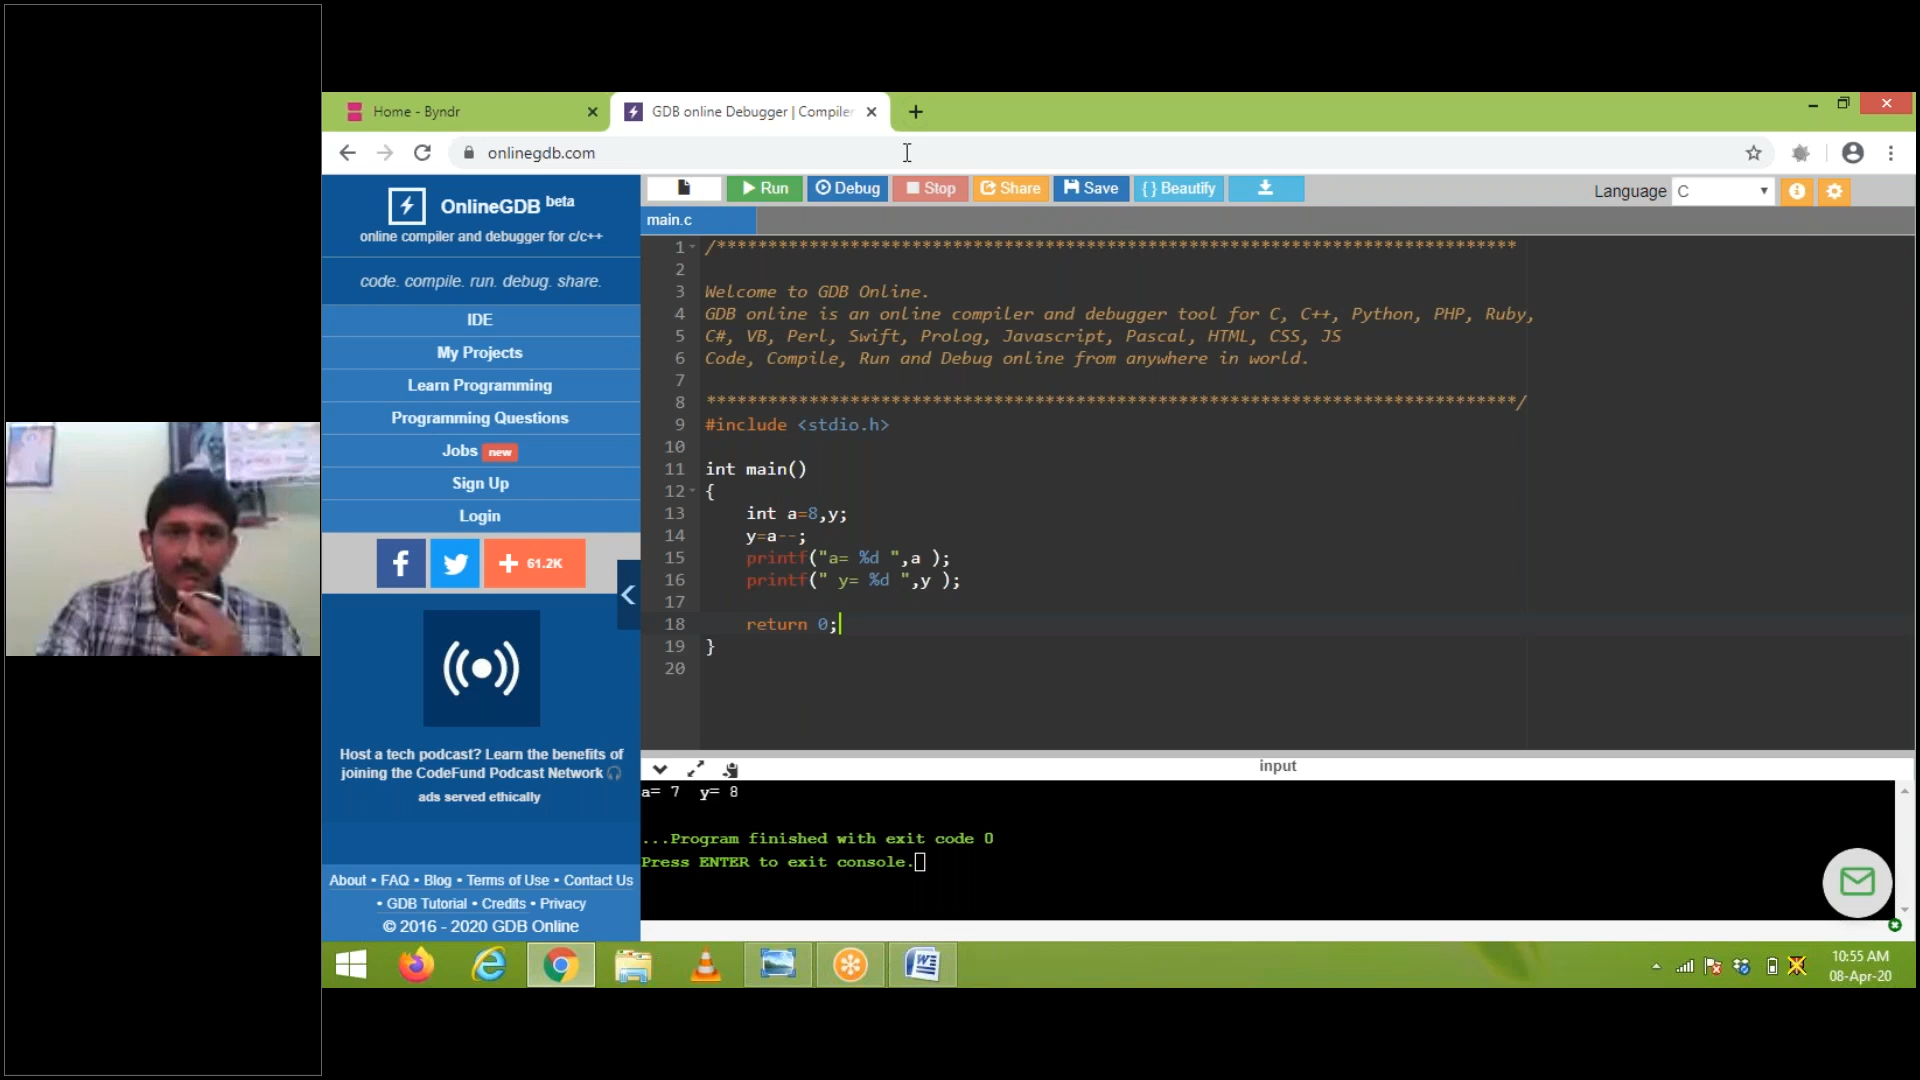 Home - Byndr
GDB online Debugger | Compiler
onlinegdb.com
OnlineGDB beta
online compiler and debugger for c/c++
code. compile. run. debug. share.
IDE
My Projects
Learn Programming
Programming Questions
Jobs new
Sign Up
Login
f
+ 61.2K
Host a tech podcast? Learn the benefits of
joining the CodeFund Podcast Network
ads served ethically
About • FAQ • Blog • Terms of Use • Contact Us
• GDB Tutorial • Credits • Privacy
© 2016 - 2020 GDB Online
Run Debug Stop Share Save { } Beautify
Language C
main.c
1 /******************************************************************************
2
3 Welcome to GDB Online.
4 GDB online is an online compiler and debugger tool for C, C++, Python, PHP, Ruby,
5 C#, VB, Perl, Swift, Prolog, Javascript, Pascal, HTML, CSS, JS
6 Code, Compile, Run and Debug online from anywhere in world.
7
8 *******************************************************************************/
9 #include <stdio.h>
10
11 int main()
12 {
13     int a=8,y;
14     y=a--;
15     printf("a= %d ",a );
16     printf(" y= %d ",y );
17
18     return 0;
19 }
20
input
a= 7  y= 8
...Program finished with exit code 0
Press ENTER to exit console.
10:55 AM
08-Apr-20